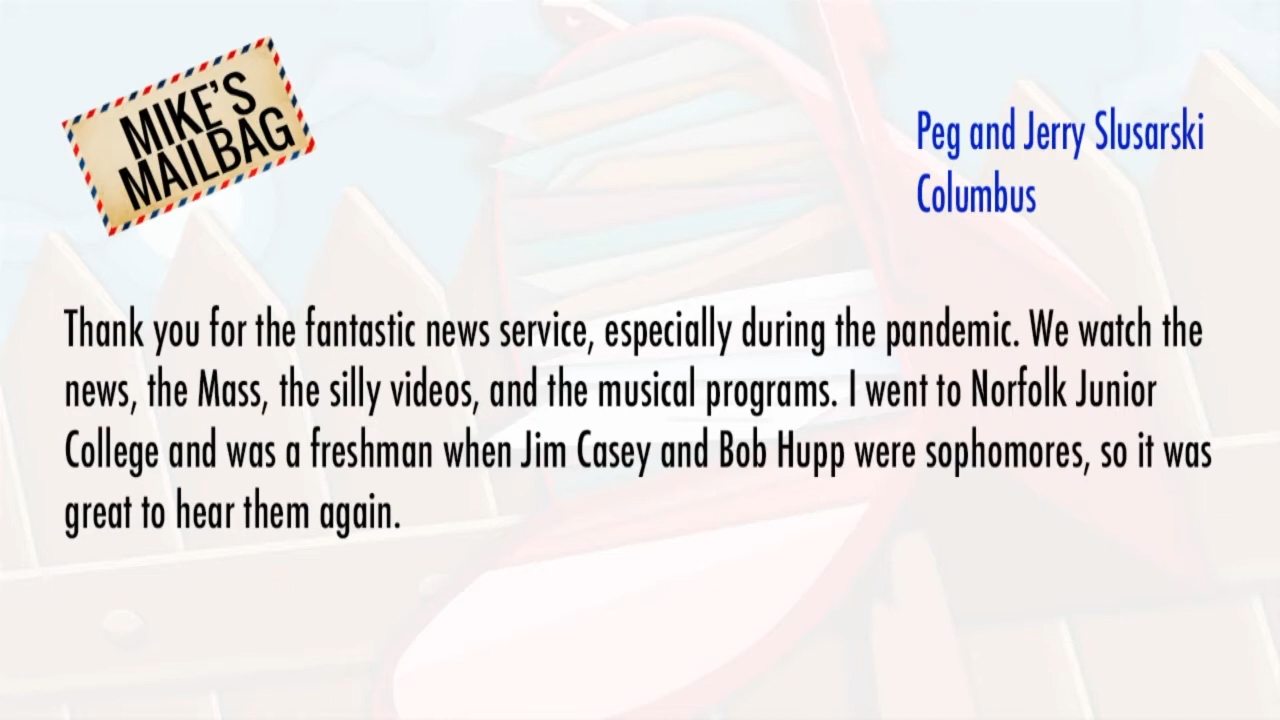 MIKE'S
MAILBAG
Peg and Jerry Slusarski
Columbus
Thank you for the fantastic news service, especially during the pandemic. We watch the
news, the Mass, the silly videos, and the musical programs. I went to Norfolk Junior
College and was a freshman when Jim Casey and Bob Hupp were sophomores, so it was
great to hear them again.